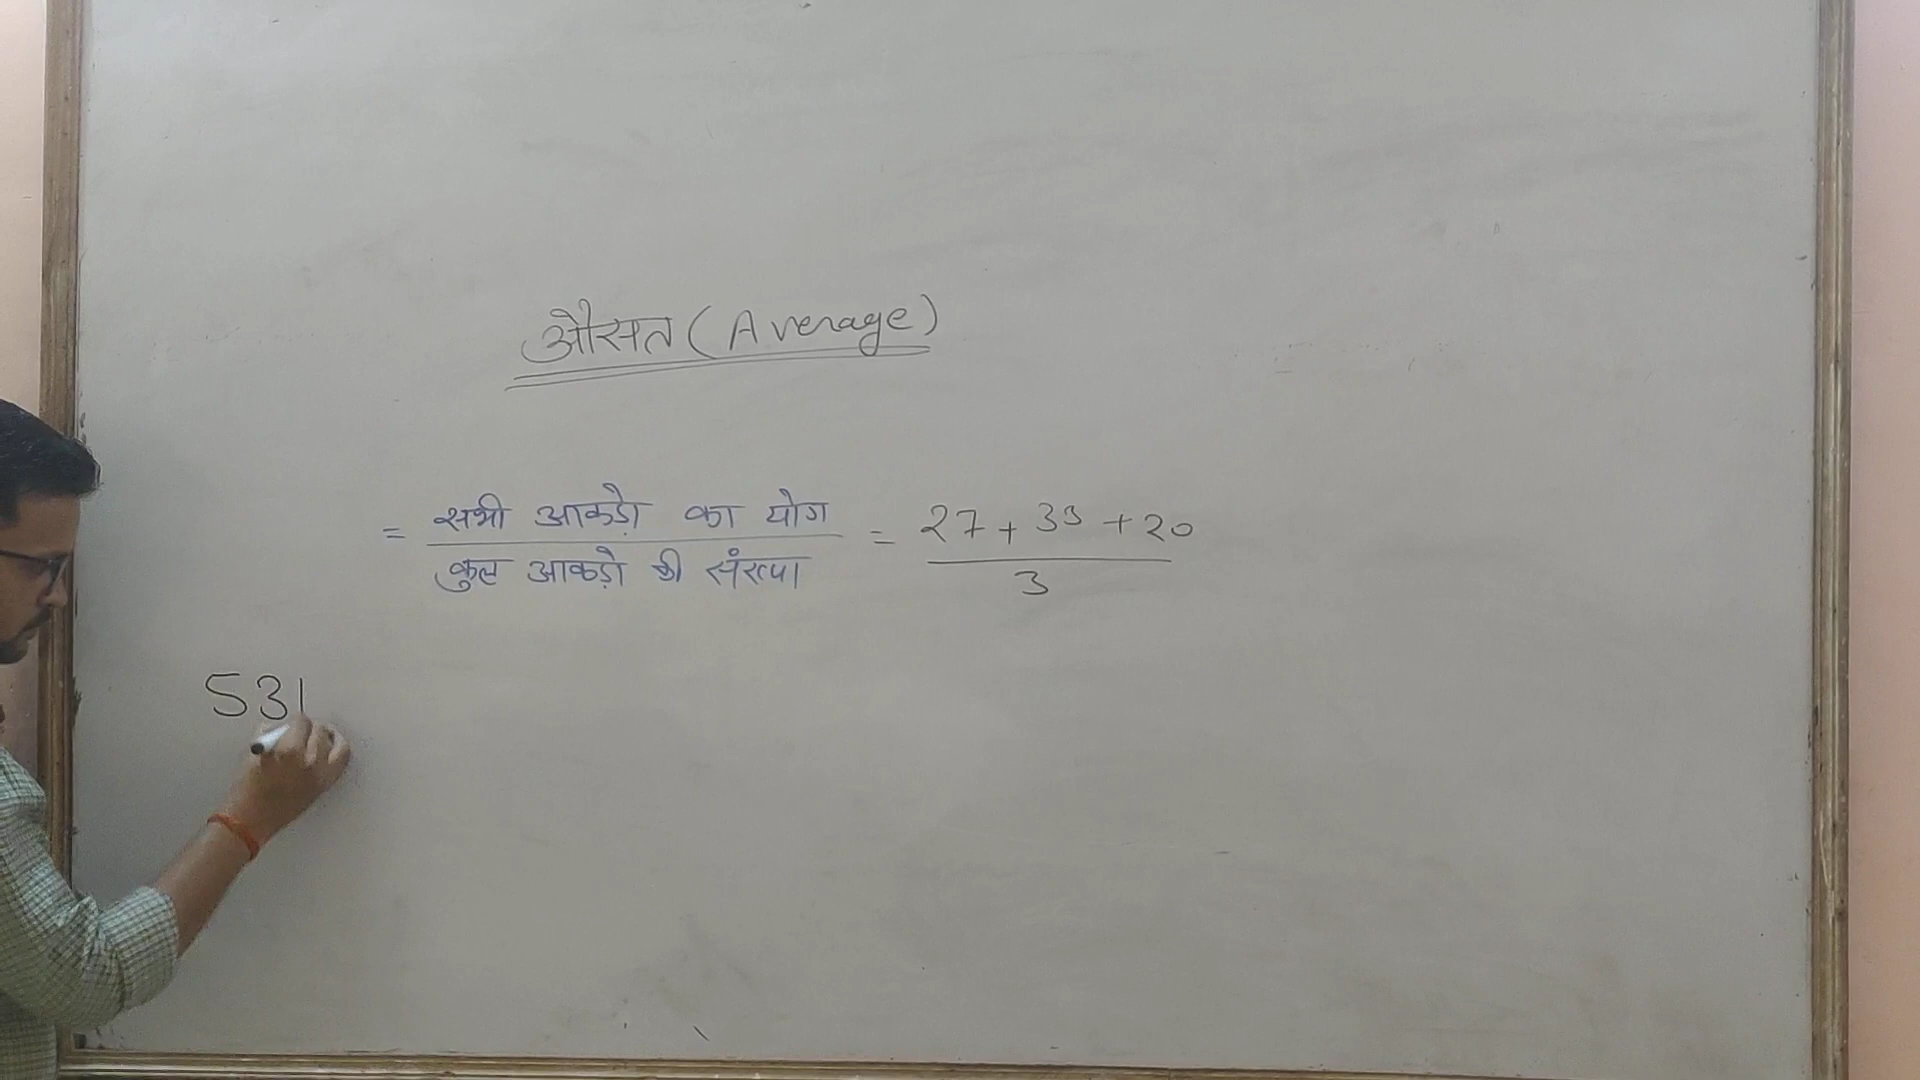 औसत (Average)
= सभी आकड़ो का योग / कुल आकड़ो की संख्या = 27 + 33 + 20 / 3
531